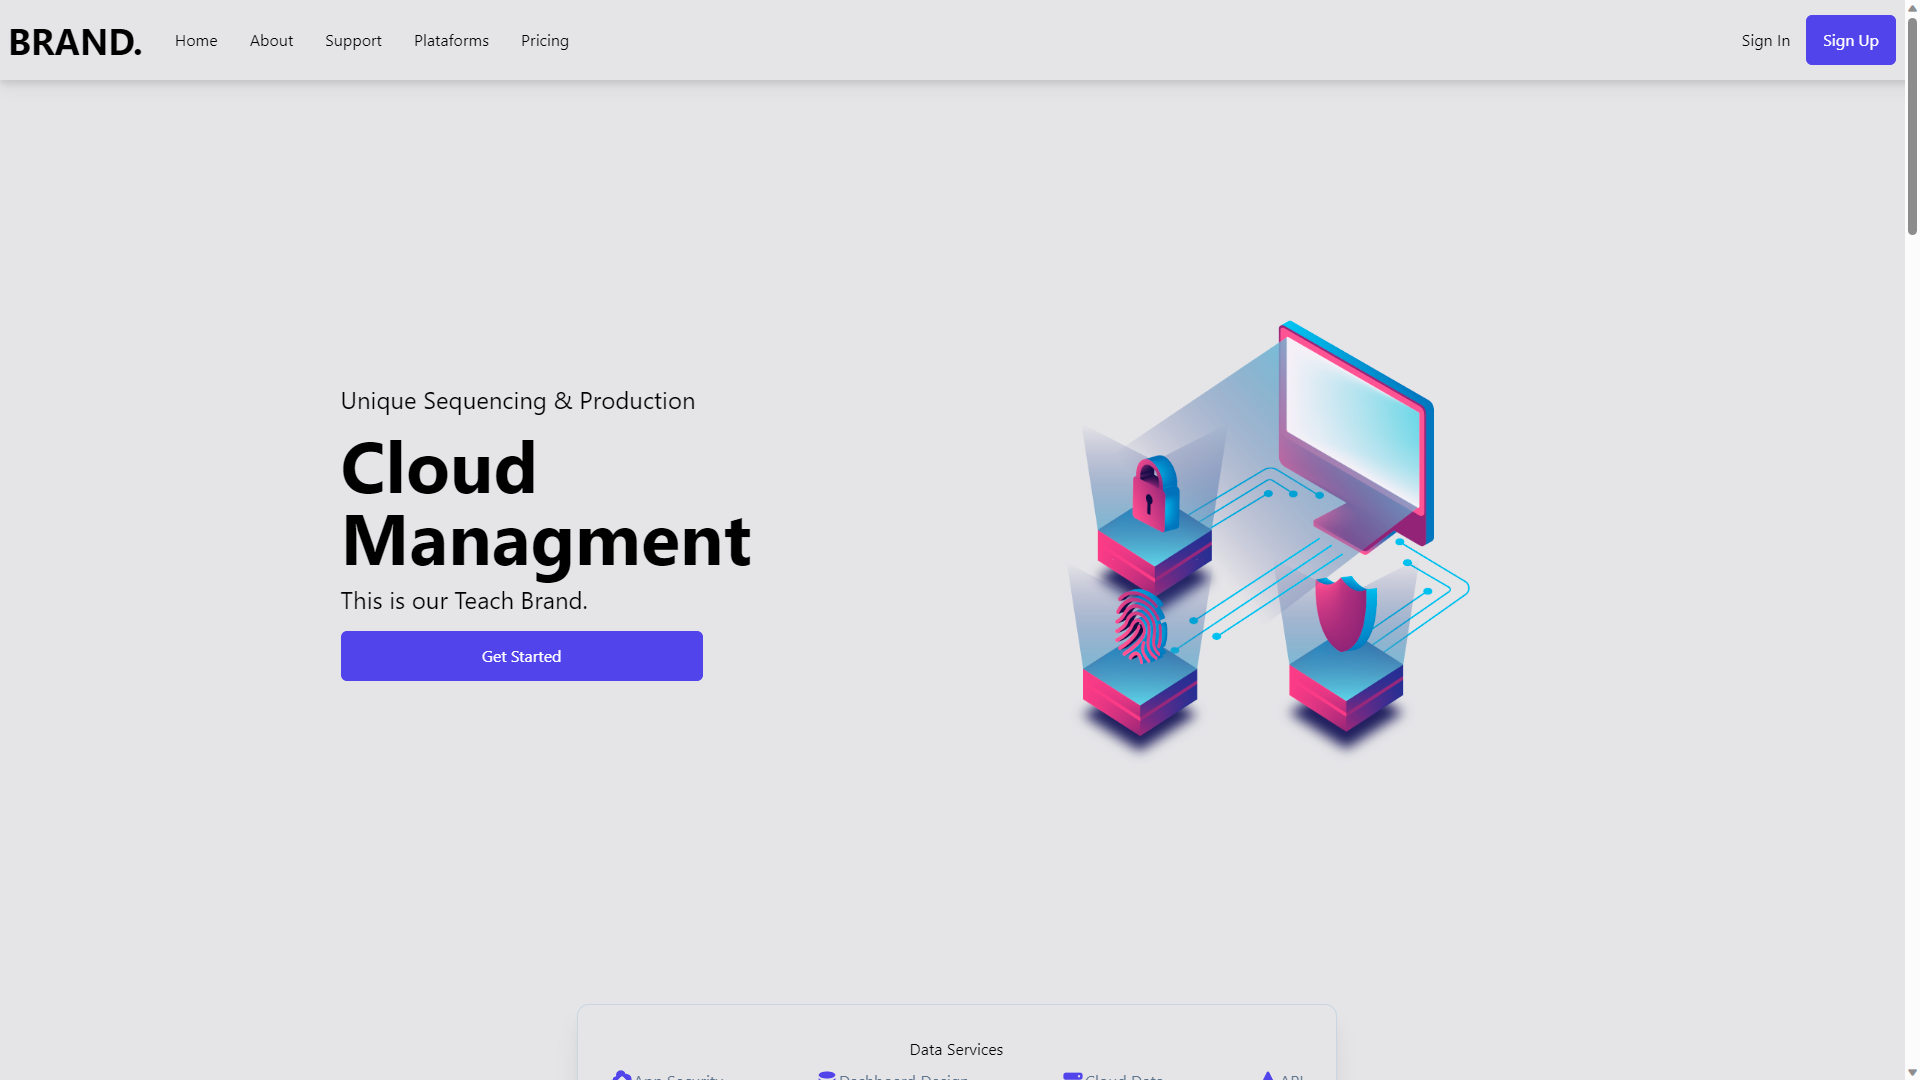 BRAND.
Home
About
Support
Plataforms
Pricing
Sign In
Sign Up
Unique Sequencing & Production
Cloud
Managment
This is our Teach Brand.
Get Started
Data Services
App Security
Dashboard Design
Cloud Data
API